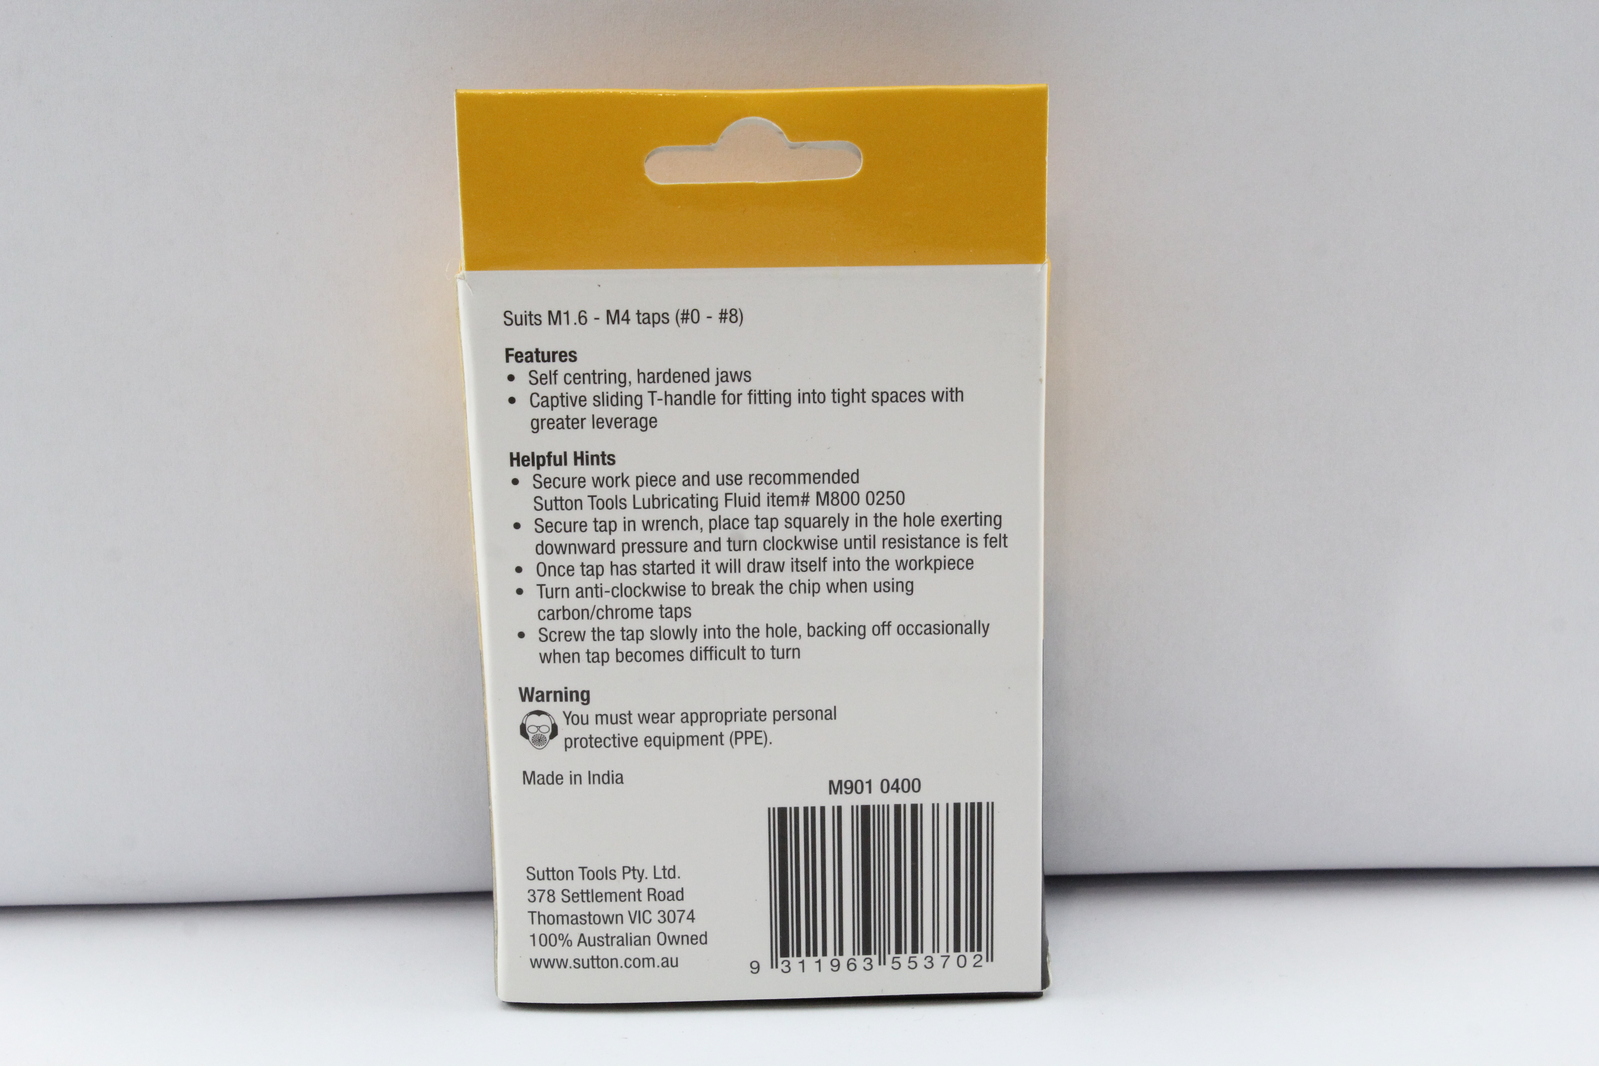 Suits M1.6 - M4 taps (#0 - #8)
Features
• Self centring, hardened jaws
• Captive sliding T-handle for fitting into tight spaces with
greater leverage
Helpful Hints
• Secure work piece and use recommended
Sutton Tools Lubricating Fluid item# M800 0250
• Secure tap in wrench, place tap squarely in the hole exerting
downward pressure and turn clockwise until resistance is felt
• Once tap has started it will draw itself into the workpiece
• Turn anti-clockwise to break the chip when using
carbon/chrome taps
• Screw the tap slowly into the hole, backing off occasionally
when tap becomes difficult to turn
Warning
You must wear appropriate personal
protective equipment (PPE).
Made in India
Sutton Tools Pty. Ltd.
378 Settlement Road
Thomastown VIC 3074
100% Australian Owned
www.sutton.com.au
M901 0400
9 311963 553702